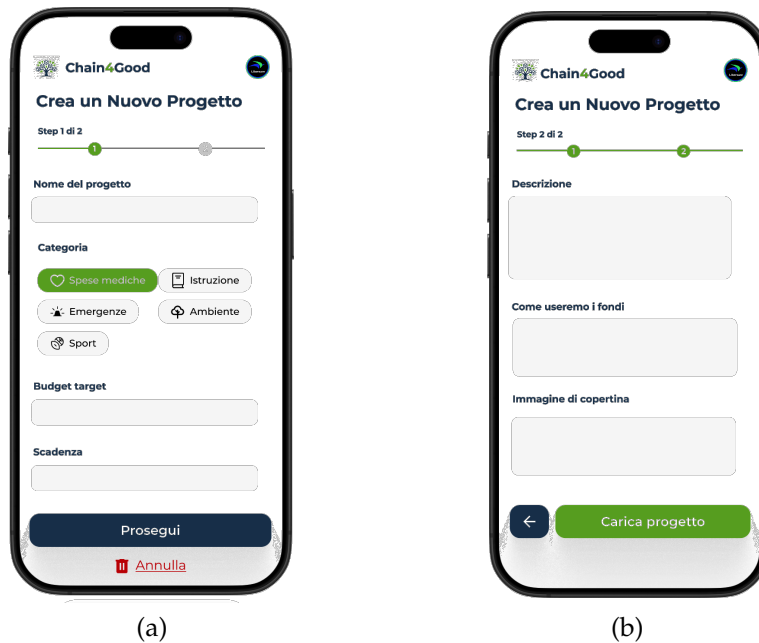 Chain4Good
Crea un Nuovo Progetto
Step 1 di 2
1
Nome del progetto
Categoria
Spese mediche
Istruzione
Emergenze
Ambiente
Sport
Budget target
Scadenza
Prosegui
Annulla
(a)
Chain4Good
Crea un Nuovo Progetto
Step 2 di 2
1 2
Descrizione
Come useremo i fondi
Immagine di copertina
Carica progetto
(b)